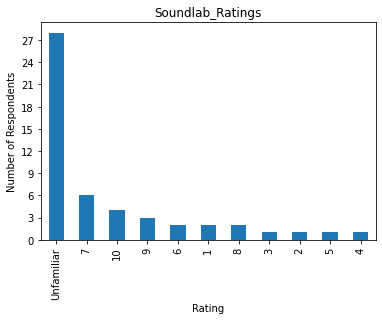 Soundlab_Ratings
Number of Respondents
27
24
21
18
15
12
9
6
3
0
Unfamiliar 7 10 9 6 1 8 3 2 5 4
Rating